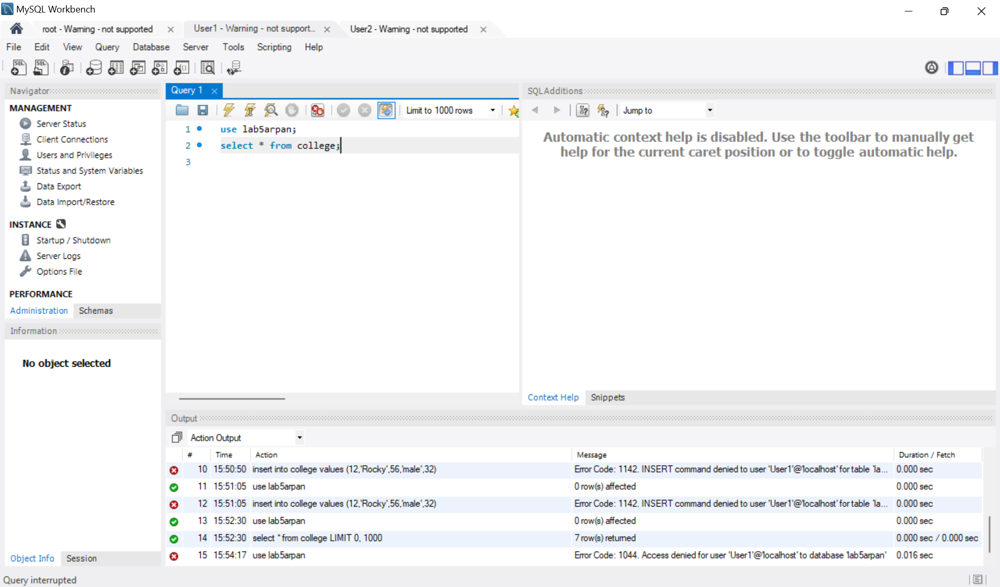 MySQL Workbench
root - Warning - not supported
User1 - Warning - not support...
User2 - Warning - not supported
File Edit View Query Database Server Tools Scripting Help
Navigator
MANAGEMENT
Server Status
Client Connections
Users and Privileges
Status and System Variables
Data Export
Data Import/Restore
INSTANCE
Startup / Shutdown
Server Logs
Options File
PERFORMANCE
Administration Schemas
Information
No object selected
Object Info Session
Query 1
Limit to 1000 rows
1 use lab5arpan;
2 select * from college;
3
SQLAdditions
Jump to
Automatic context help is disabled. Use the toolbar to manually get
help for the current caret position or to toggle automatic help.
Context Help Snippets
Output
Action Output
# Time Action Message Duration / Fetch
10 15:50:50 insert into college values (12,'Rocky',56,'male',32) Error Code: 1142. INSERT command denied to user 'User1'@'localhost' for table 'la... 0.000 sec
11 15:51:05 use lab5arpan 0 row(s) affected 0.000 sec
12 15:51:05 insert into college values (12,'Rocky',56,'male',32) Error Code: 1142. INSERT command denied to user 'User1'@'localhost' for table 'la... 0.000 sec
13 15:52:30 use lab5arpan 0 row(s) affected 0.000 sec
14 15:52:30 select * from college LIMIT 0, 1000 7 row(s) returned 0.000 sec / 0.000 sec
15 15:54:17 use lab5arpan Error Code: 1044. Access denied for user 'User1'@'localhost' to database 'lab5arpan' 0.016 sec
Query interrupted